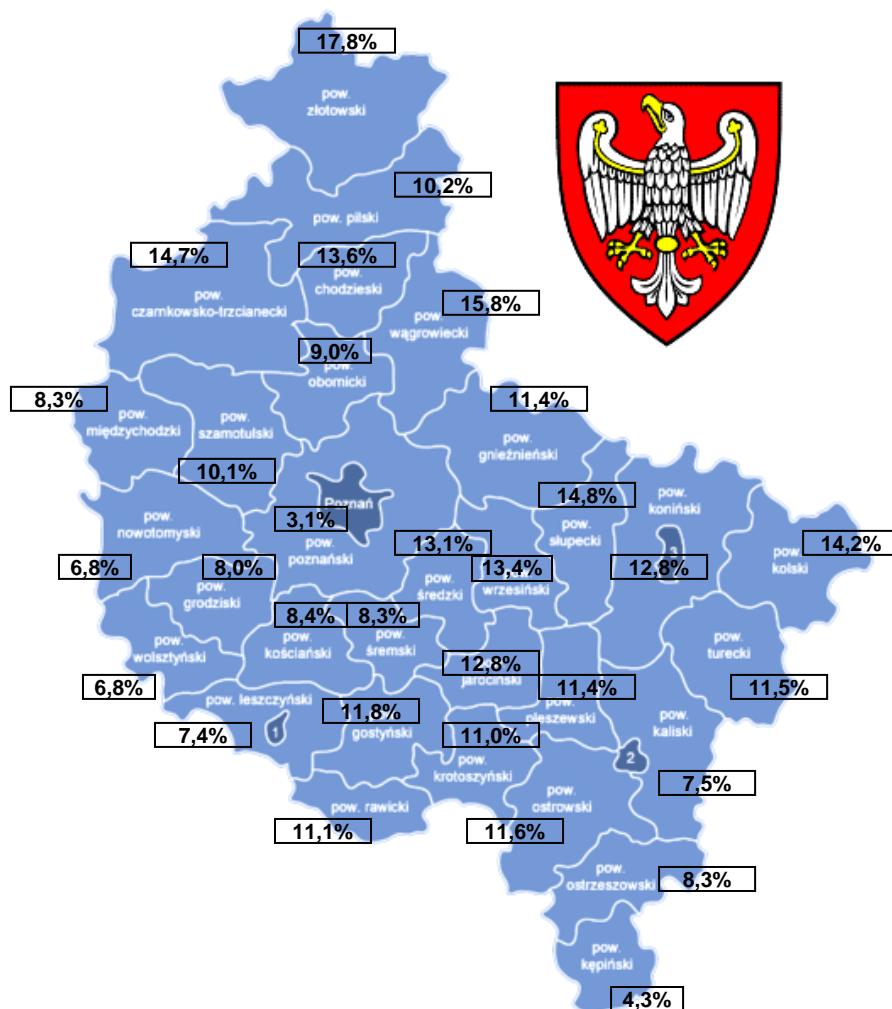 17,8%
pow.
złotowski
10,2%
pow. pilski
14,7%
13,6%
pow.
chodzieski
pow.
czarnkowsko-trzcianecki
15,8%
pow.
wągrowiecki
9,0%
pow.
obornicki
8,3%
pow.
międzychodzki
pow.
szamotulski
11,4%
pow.
gnieźnieński
10,1%
14,8%
pow.
koniński
Poznań
3,1%
pow.
nowotomyski
pow.
poznański
13,1%
pow.
słupecki
14,2%
pow.
kolski
6,8%
8,0%
pow.
grodziski
pow.
średzki
13,4%
wrzesiński
12,8%
3
8,4%
8,3%
pow.
wolsztyński
pow.
kościański
pow.
śremski
pow.
turecki
6,8%
12,8%
jarociński
11,4%
pleszewski
11,5%
pow. leszczyński
7,4%
1
11,8%
gostyński
11,0%
pow.
krotoszyński
pow.
kaliski
2
7,5%
pow. rawicki
11,1%
pow.
ostrowski
11,6%
pow.
ostrzeszowski
8,3%
pow.
kępiński
4,3%